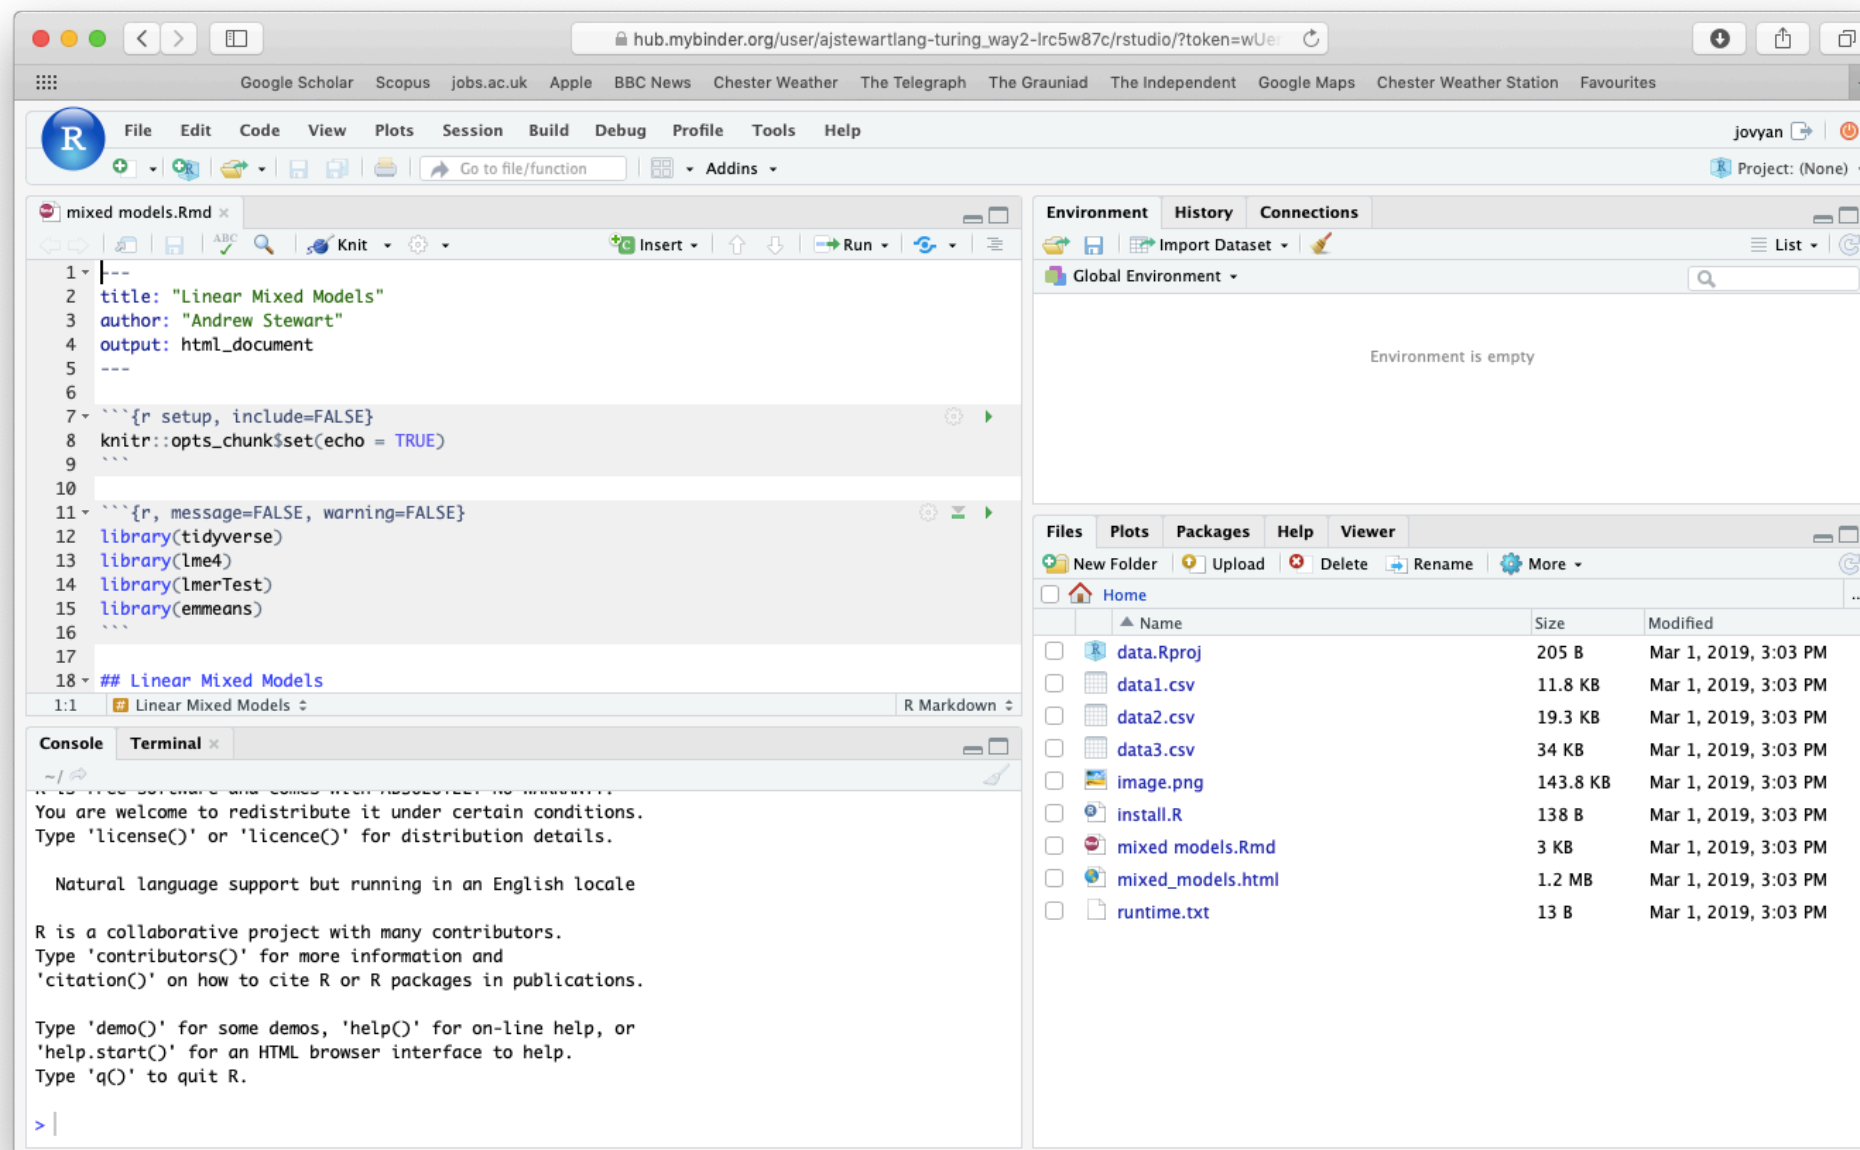 hub.mybinder.org/user/ajstewartlang-turing_way2-lrc5w87c/rstudio/?token=wUer
Google Scholar Scopus jobs.ac.uk Apple BBC News Chester Weather The Telegraph The Grauniad The Independent Google Maps Chester Weather Station Favourites
R File Edit Code View Plots Session Build Debug Profile Tools Help jovyan
Go to file/function Addins Project: (None)
mixed models.Rmd
ABC Knit Insert Run
1 ---
2 title: "Linear Mixed Models"
3 author: "Andrew Stewart"
4 output: html_document
5 ---
6
7 ```{r setup, include=FALSE}
8 knitr::opts_chunk$set(echo = TRUE)
9 ```
10
11 ```{r, message=FALSE, warning=FALSE}
12 library(tidyverse)
13 library(lme4)
14 library(lmerTest)
15 library(emmeans)
16 ```
17
18 ## Linear Mixed Models
1:1 # Linear Mixed Models R Markdown
Console Terminal
~/
R is free software and comes with ABSOLUTELY NO WARRANTY.
You are welcome to redistribute it under certain conditions.
Type 'license()' or 'licence()' for distribution details.
Natural language support but running in an English locale
R is a collaborative project with many contributors.
Type 'contributors()' for more information and
'citation()' on how to cite R or R packages in publications.
Type 'demo()' for some demos, 'help()' for on-line help, or
'help.start()' for an HTML browser interface to help.
Type 'q()' to quit R.
>
Environment History Connections
Import Dataset List
Global Environment
Environment is empty
Files Plots Packages Help Viewer
New Folder Upload Delete Rename More
Home ..
Name Size Modified
data.Rproj 205 B Mar 1, 2019, 3:03 PM
data1.csv 11.8 KB Mar 1, 2019, 3:03 PM
data2.csv 19.3 KB Mar 1, 2019, 3:03 PM
data3.csv 34 KB Mar 1, 2019, 3:03 PM
image.png 143.8 KB Mar 1, 2019, 3:03 PM
install.R 138 B Mar 1, 2019, 3:03 PM
mixed models.Rmd 3 KB Mar 1, 2019, 3:03 PM
mixed_models.html 1.2 MB Mar 1, 2019, 3:03 PM
runtime.txt 13 B Mar 1, 2019, 3:03 PM